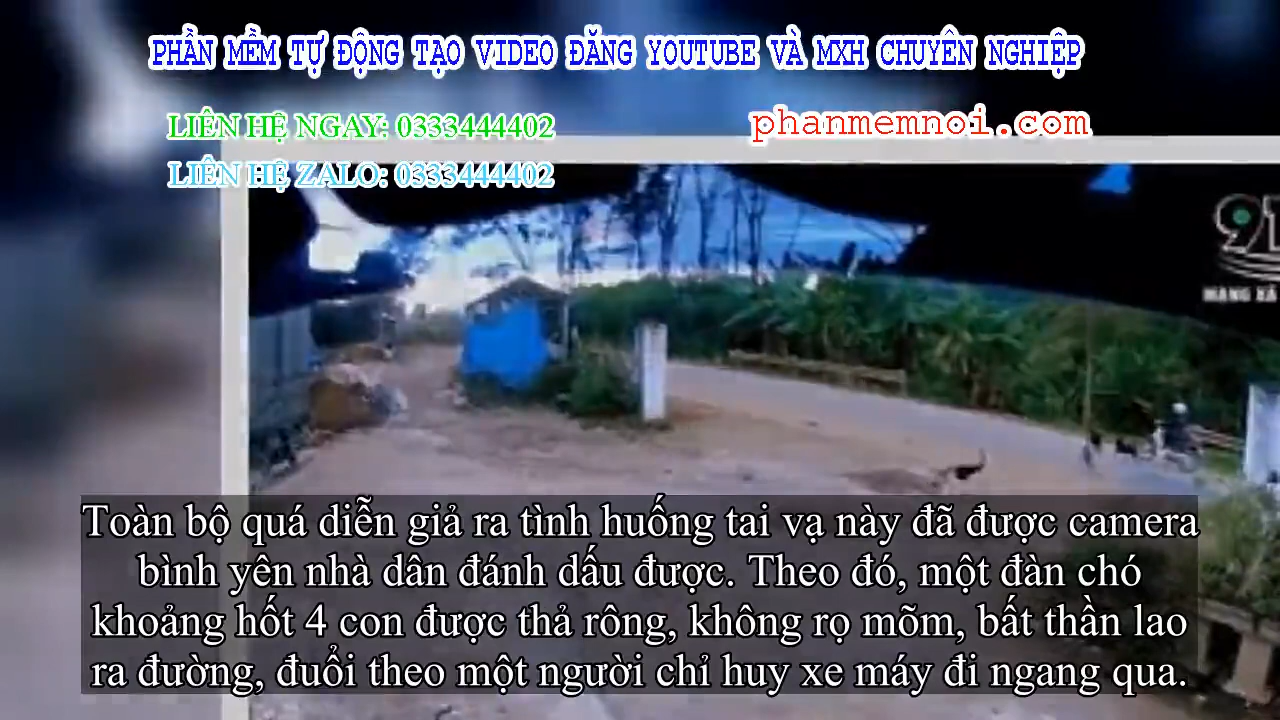 PHẦN MỀM TỰ ĐỘNG TẠO VIDEO ĐĂNG YOUTUBE VÀ MXH CHUYÊN NGHIỆP
LIÊN HỆ NGAY: 0333444402
phanmemnoi.com
LIÊN HỆ ZALO: 0333444402
MẠNG XÃ
Toàn bộ quá diễn giả ra tình huống tai vạ này đã được camera
bình yên nhà dân đánh dấu được. Theo đó, một đàn chó
khoảng hốt 4 con được thả rông, không rọ mõm, bất thần lao
ra đường, đuổi theo một người chỉ huy xe máy đi ngang qua.